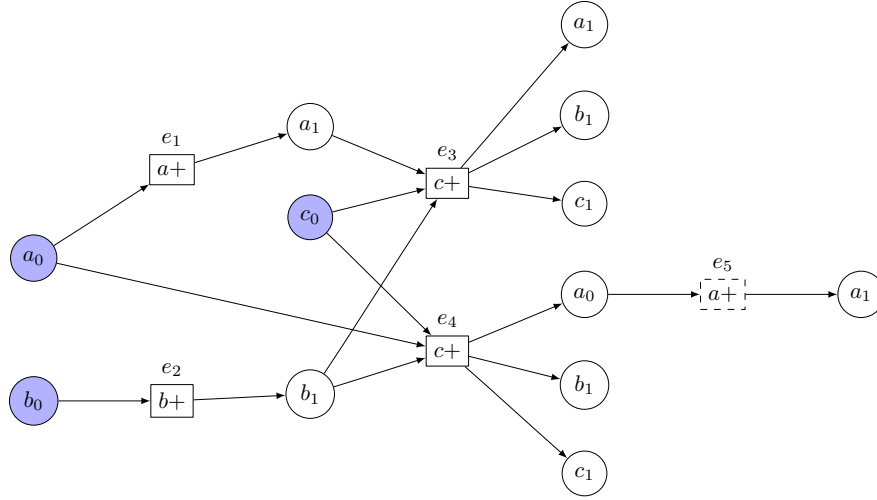 a₁
b₁
c₁
e₁
a+
a₁
e₃
c+
c₀
a₀
e₄
c+
a₀
e₅
a+
a₁
b₀
e₂
b+
b₁
b₁
c₁